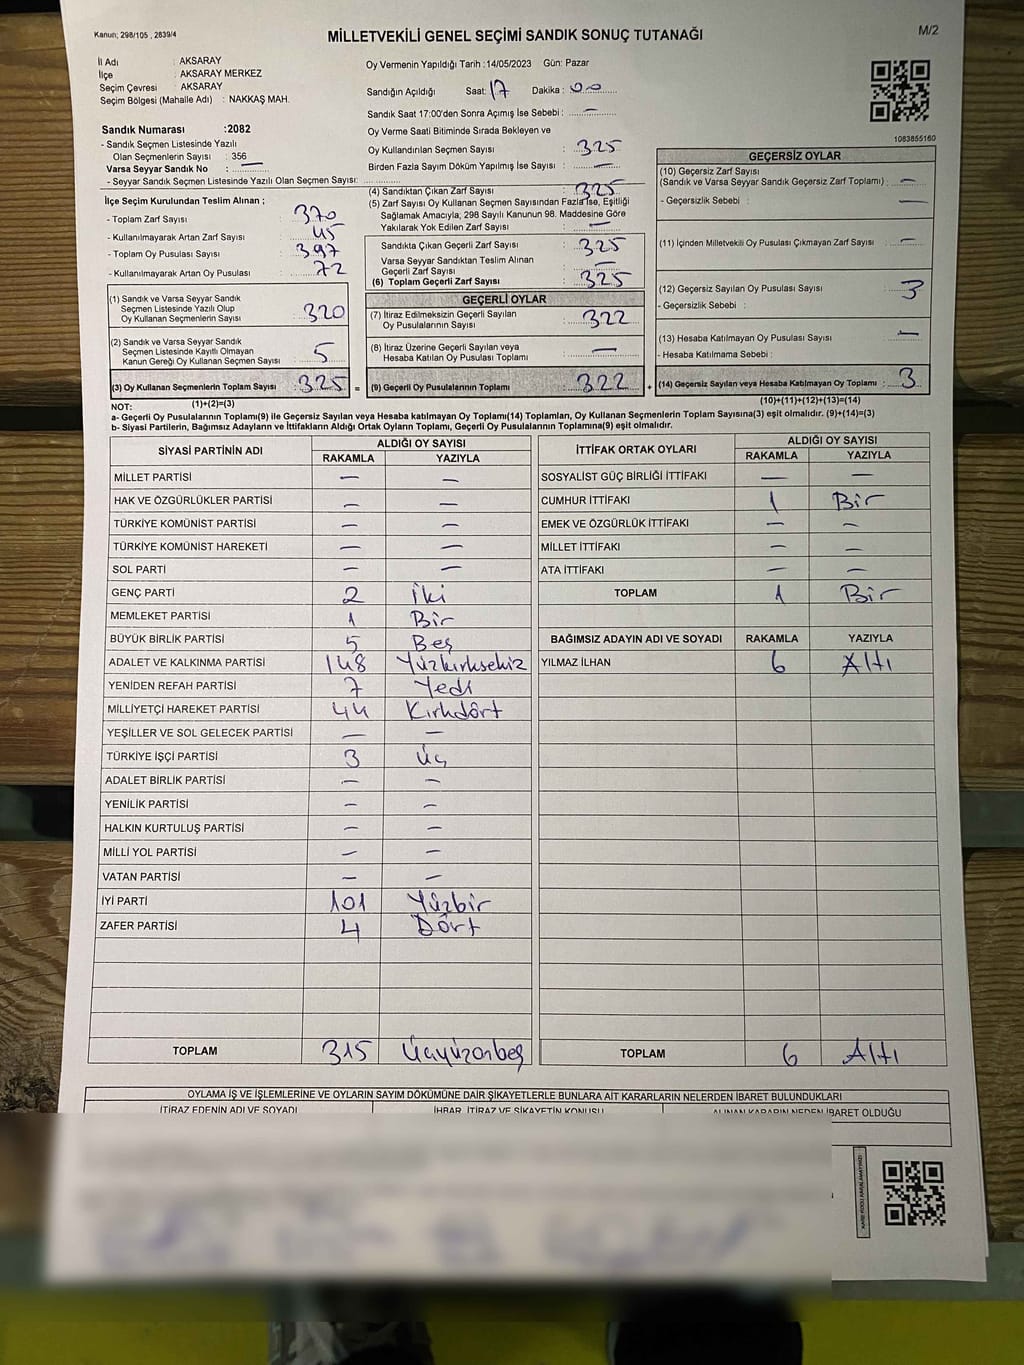 Kanun; 298/105 , 2839/4
MİLLETVEKİLİ GENEL SEÇİMİ SANDIK SONUÇ TUTANAĞI
M/2
İl Adı : AKSARAY
İlçe : AKSARAY MERKEZ
Seçim Çevresi : AKSARAY
Seçim Bölgesi (Mahalle Adı) : NAKKAŞ MAH.
Sandık Numarası :2082
- Sandık Seçmen Listesinde Yazılı
Olan Seçmenlerin Sayısı : 356
Varsa Seyyar Sandık No : —
- Seyyar Sandık Seçmen Listesinde Yazılı Olan Seçmen Sayısı:
İlçe Seçim Kurulundan Teslim Alınan ;
- Toplam Zarf Sayısı : 370
- Kullanılmayarak Artan Zarf Sayısı : 45
- Toplam Oy Pusulası : 397
- Kullanılmayarak Artan Oy Pusulası : 72
(1) Sandık ve Varsa Seyyar Sandık
Seçmen Listesinde Yazılı Olup
Oy Kullanan Seçmenlerin Sayısı : 320
(2) Sandık ve Varsa Seyyar Sandık
Seçmen Listesinde Kayıtlı Olmayan
Kanun Gereği Oy Kullanan Seçmen Sayısı : 5
(3) Oy Kullanan Seçmenlerin Toplam Sayısı : 325 =
(1)+(2)=(3)
Oy Vermenin Yapıldığı Tarih :14/05/2023 Gün: Pazar
Sandığın Açıldığı Saat: 17 Dakika : 00
Sandık Saat 17:00'den Sonra Açımış İse Sebebi : —
Oy Verme Saati Bitiminde Sırada Bekleyen ve
Oy Kullandırılan Seçmen Sayısı : 325
Birden Fazla Sayım Döküm Yapılmış İse Sayısı : —
(4) Sandıktan Çıkan Zarf Sayısı : 325
(5) Zarf Sayısı Oy Kullanan Seçmen Sayısından Fazla İse, Eşitliği
Sağlamak Amacıyla; 298 Sayılı Kanunun 98. Maddesine Göre
Yakılarak Yok Edilen Zarf Sayısı : —
Sandıkta Çıkan Geçerli Zarf Sayısı : 325
Varsa Seyyar Sandıktan Teslim Alınan
Geçerli Zarf Sayısı : —
(6) Toplam Geçerli Zarf Sayısı : 325
GEÇERLİ OYLAR
(7) İtiraz Edilmeksizin Geçerli Sayılan
Oy Pusulalarının Sayısı : 322
(8) İtiraz Üzerine Geçerli Sayılan veya
Hesaba Katılan Oy Pusulası Toplamı : —
(9) Geçerli Oy Pusulalarının Toplamı : 322 +
1083855160
GEÇERSİZ OYLAR
(10) Geçersiz Zarf Sayısı
(Sandık ve Varsa Seyyar Sandık Geçersiz Zarf Toplamı) : —
- Geçersizlik Sebebi : —
(11) İçinden Milletvekili Oy Pusulası Çıkmayan Zarf Sayısı : —
(12) Geçersiz Sayılan Oy Pusulası Sayısı : 3
- Geçersizlik Sebebi :
(13) Hesaba Katılmayan Oy Pusulası Sayısı : —
- Hesaba Katılmama Sebebi :
(14) Geçersiz Sayılan veya Hesaba Katılmayan Oy Toplamı : 3
(10)+(11)+(12)+(13)=(14)
NOT:
a- Geçerli Oy Pusulalarının Toplamı(9) ile Geçersiz Sayılan veya Hesaba katılmayan Oy Toplamı(14) Toplamları, Oy Kullanan Seçmenlerin Toplam Sayısına(3) eşit olmalıdır. (9)+(14)=(3)
b- Siyasi Partilerin, Bağımsız Adayların ve İttifakların Aldığı Ortak Oyların Toplamı, Geçerli Oy Pusulalarının Toplamına(9) eşit olmalıdır.
SİYASİ PARTİNİN ADI ALDIĞI OY SAYISI
RAKAMLA YAZIYLA
MİLLET PARTİSİ — —
HAK VE ÖZGÜRLÜKLER PARTİSİ — —
TÜRKİYE KOMÜNİST PARTİSİ — —
TÜRKİYE KOMÜNİST HAREKETİ — —
SOL PARTİ — —
GENÇ PARTİ 2 İki
MEMLEKET PARTİSİ 1 Bir
BÜYÜK BİRLİK PARTİSİ 5 Beş
ADALET VE KALKINMA PARTİSİ 148 Yüzkırksekiz
YENİDEN REFAH PARTİSİ 7 Yedi
MİLLİYETÇİ HAREKET PARTİSİ 44 Kırkdört
YEŞİLLER VE SOL GELECEK PARTİSİ — —
TÜRKİYE İŞÇİ PARTİSİ 3 Üç
ADALET BİRLİK PARTİSİ — —
YENİLİK PARTİSİ — —
HALKIN KURTULUŞ PARTİSİ — —
MİLLİ YOL PARTİSİ — —
VATAN PARTİSİ — —
İYİ PARTİ 101 Yüzbir
ZAFER PARTİSİ 4 Dört
TOPLAM 315 Üçyüzonbeş
İTTİFAK ORTAK OYLARI ALDIĞI OY SAYISI
RAKAMLA YAZIYLA
SOSYALİST GÜÇ BİRLİĞİ İTTİFAKI — —
CUMHUR İTTİFAKI 1 Bir
EMEK VE ÖZGÜRLÜK İTTİFAKI — —
MİLLET İTTİFAKI — —
ATA İTTİFAKI — —
TOPLAM 1 Bir
BAĞIMSIZ ADAYIN ADI VE SOYADI RAKAMLA YAZIYLA
YILMAZ İLHAN 6 Altı
TOPLAM 6 Altı
OYLAMA İŞ VE İŞLEMLERİNE VE OYLARIN SAYIM DÖKÜMÜNE DAİR ŞİKAYETLERLE BUNLARA AİT KARARLARIN NELERDEN İBARET BULUNDUKLARI
İTİRAZ EDENİN ADI VE SOYADI İHBAR, İTİRAZ VE ŞİKAYETİN KONUSU ALINAN KARARIN NEDEN İBARET OLDUĞU